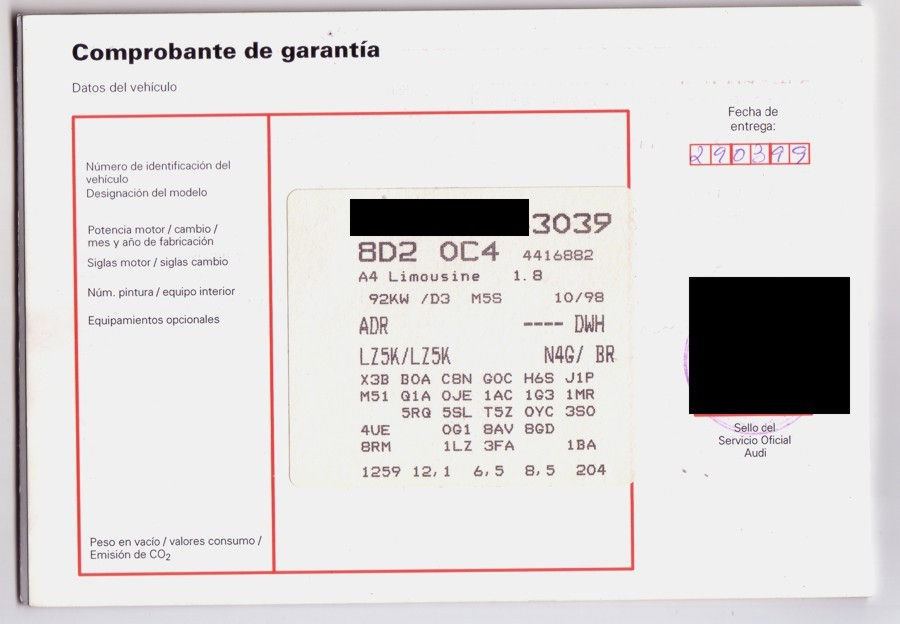 Comprobante de garantía
Datos del vehículo
Fecha de
entrega:
290399
Número de identificación del
vehículo
Designación del modelo
Potencia motor / cambio /
mes y año de fabricación
Siglas motor / siglas cambio
Núm. pintura / equipo interior
Equipamientos opcionales
3039
8D2 0C4 4416882
A4 Limousine 1.8
92KW /D3 M5S 10/98
ADR ---- DWH
LZ5K/LZ5K N4G/ BR
X3B B0A C8N G0C H6S J1P
M51 Q1A 0JE 1AC 1G3 1MR
5RQ 5SL T5Z 0YC 3S0
4UE 0G1 8AV 8GD
8RM 1LZ 3FA 1BA
1259 12,1 6,5 8,5 204
Sello del
Servicio Oficial
Audi
Peso en vacío / valores consumo /
Emisión de CO2